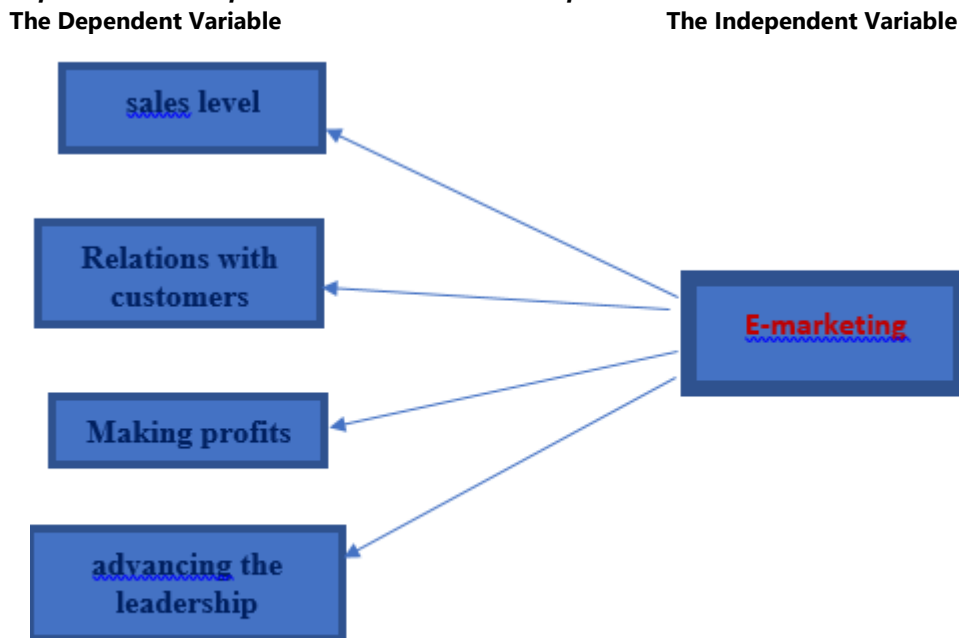 The Dependent Variable
The Independent Variable
sales level
Relations with
customers
E-marketing
Making profits
advancing the
leadership